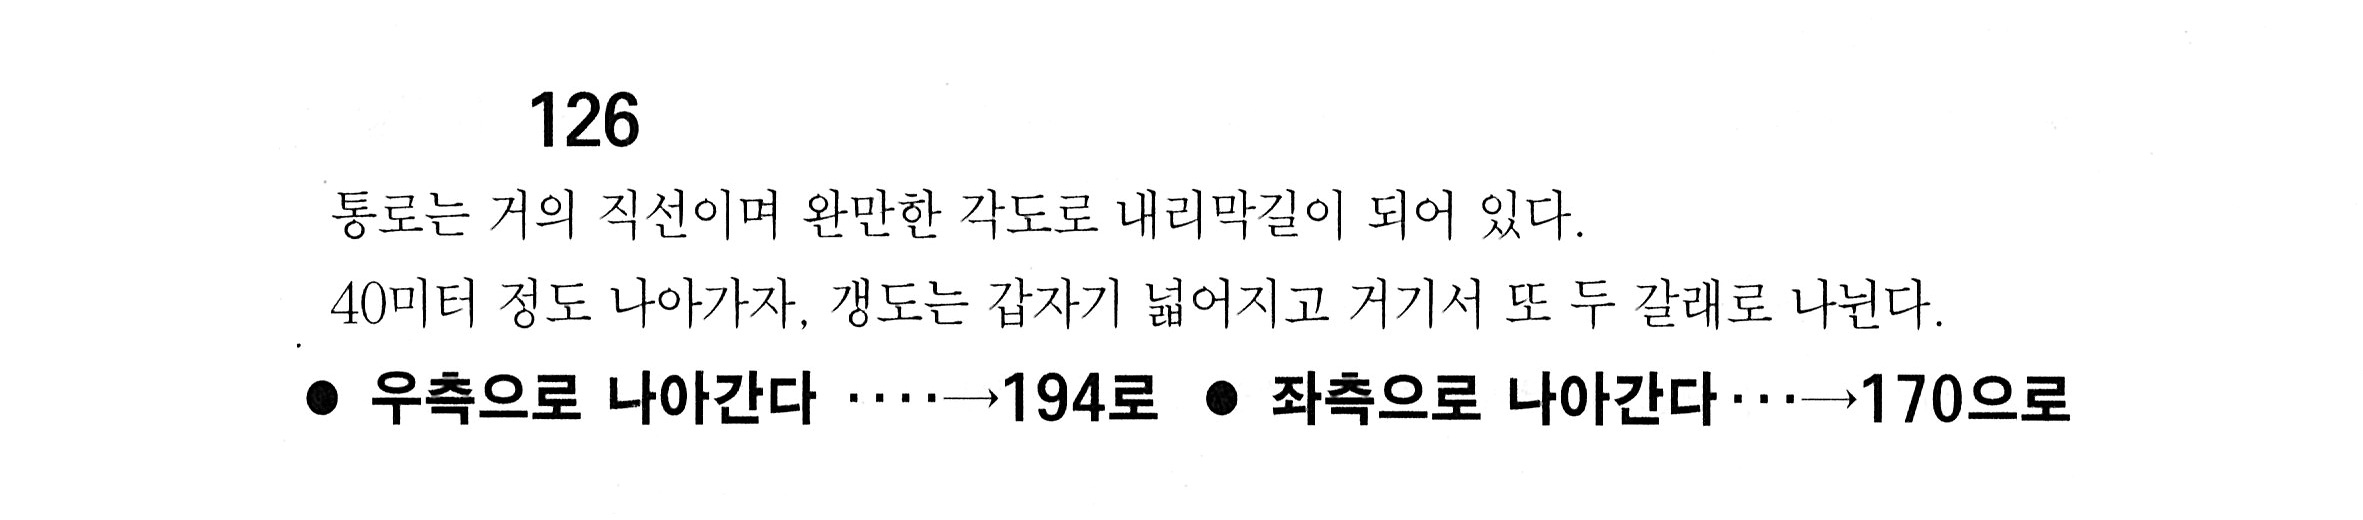 126
통로는 거의 직선이며 완만한 각도로 내리막길이 되어 있다.
40미터 정도 나아가자, 갱도는 갑자기 넓어지고 거기서 또 두 갈래로 나뉜다.
● 우측으로 나아간다 ····→194로 ● 좌측으로 나아간다···→170으로